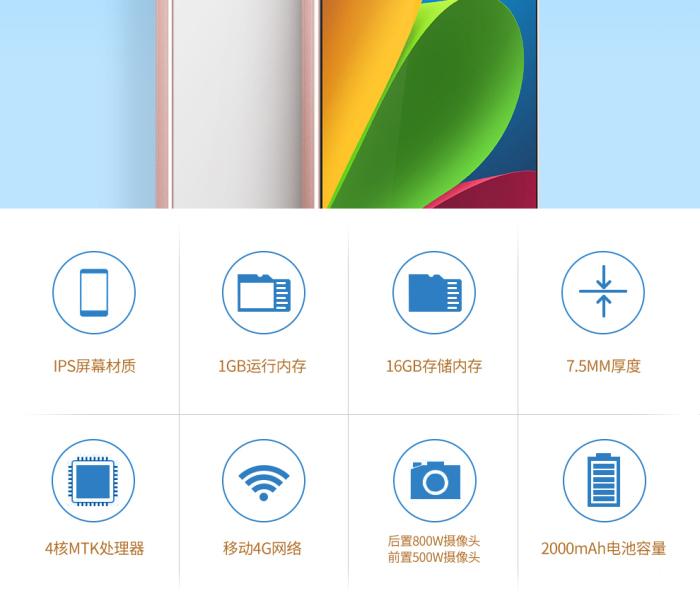 IPS屏幕材质
1GB运行内存
16GB存储内存
7.5MM厚度
4核MTK处理器
移动4G网络
后置800W摄像头
前置500W摄像头
2000mAh电池容量